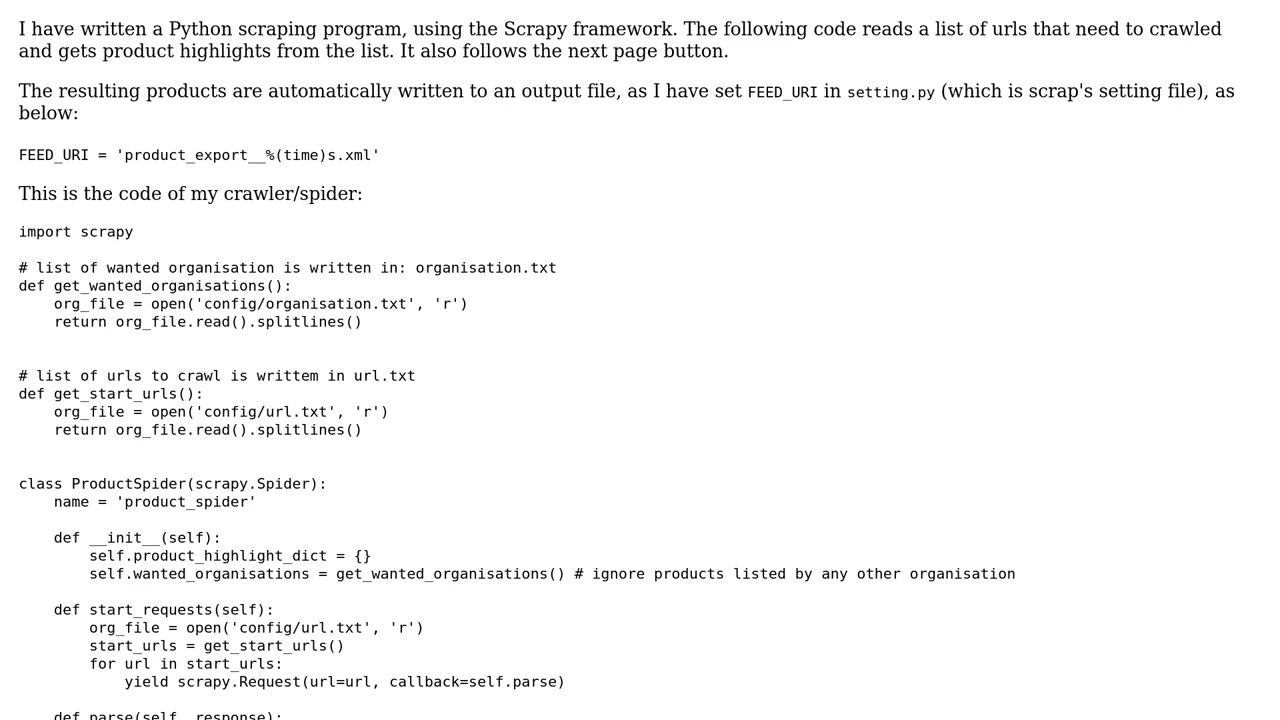 I have written a Python scraping program, using the Scrapy framework. The following code reads a list of urls that need to crawled
and gets product highlights from the list. It also follows the next page button.
The resulting products are automatically written to an output file, as I have set FEED_URI in setting.py (which is scrap's setting file), as
below:
FEED_URI = 'product_export__%(time)s.xml'
This is the code of my crawler/spider:
import scrapy
# list of wanted organisation is written in: organisation.txt
def get_wanted_organisations():
    org_file = open('config/organisation.txt', 'r')
    return org_file.read().splitlines()
# list of urls to crawl is writtem in url.txt
def get_start_urls():
    org_file = open('config/url.txt', 'r')
    return org_file.read().splitlines()
class ProductSpider(scrapy.Spider):
    name = 'product_spider'
    def __init__(self):
        self.product_highlight_dict = {}
        self.wanted_organisations = get_wanted_organisations() # ignore products listed by any other organisation
    def start_requests(self):
        org_file = open('config/url.txt', 'r')
        start_urls = get_start_urls()
        for url in start_urls:
            yield scrapy.Request(url=url, callback=self.parse)
    def parse(self, response):